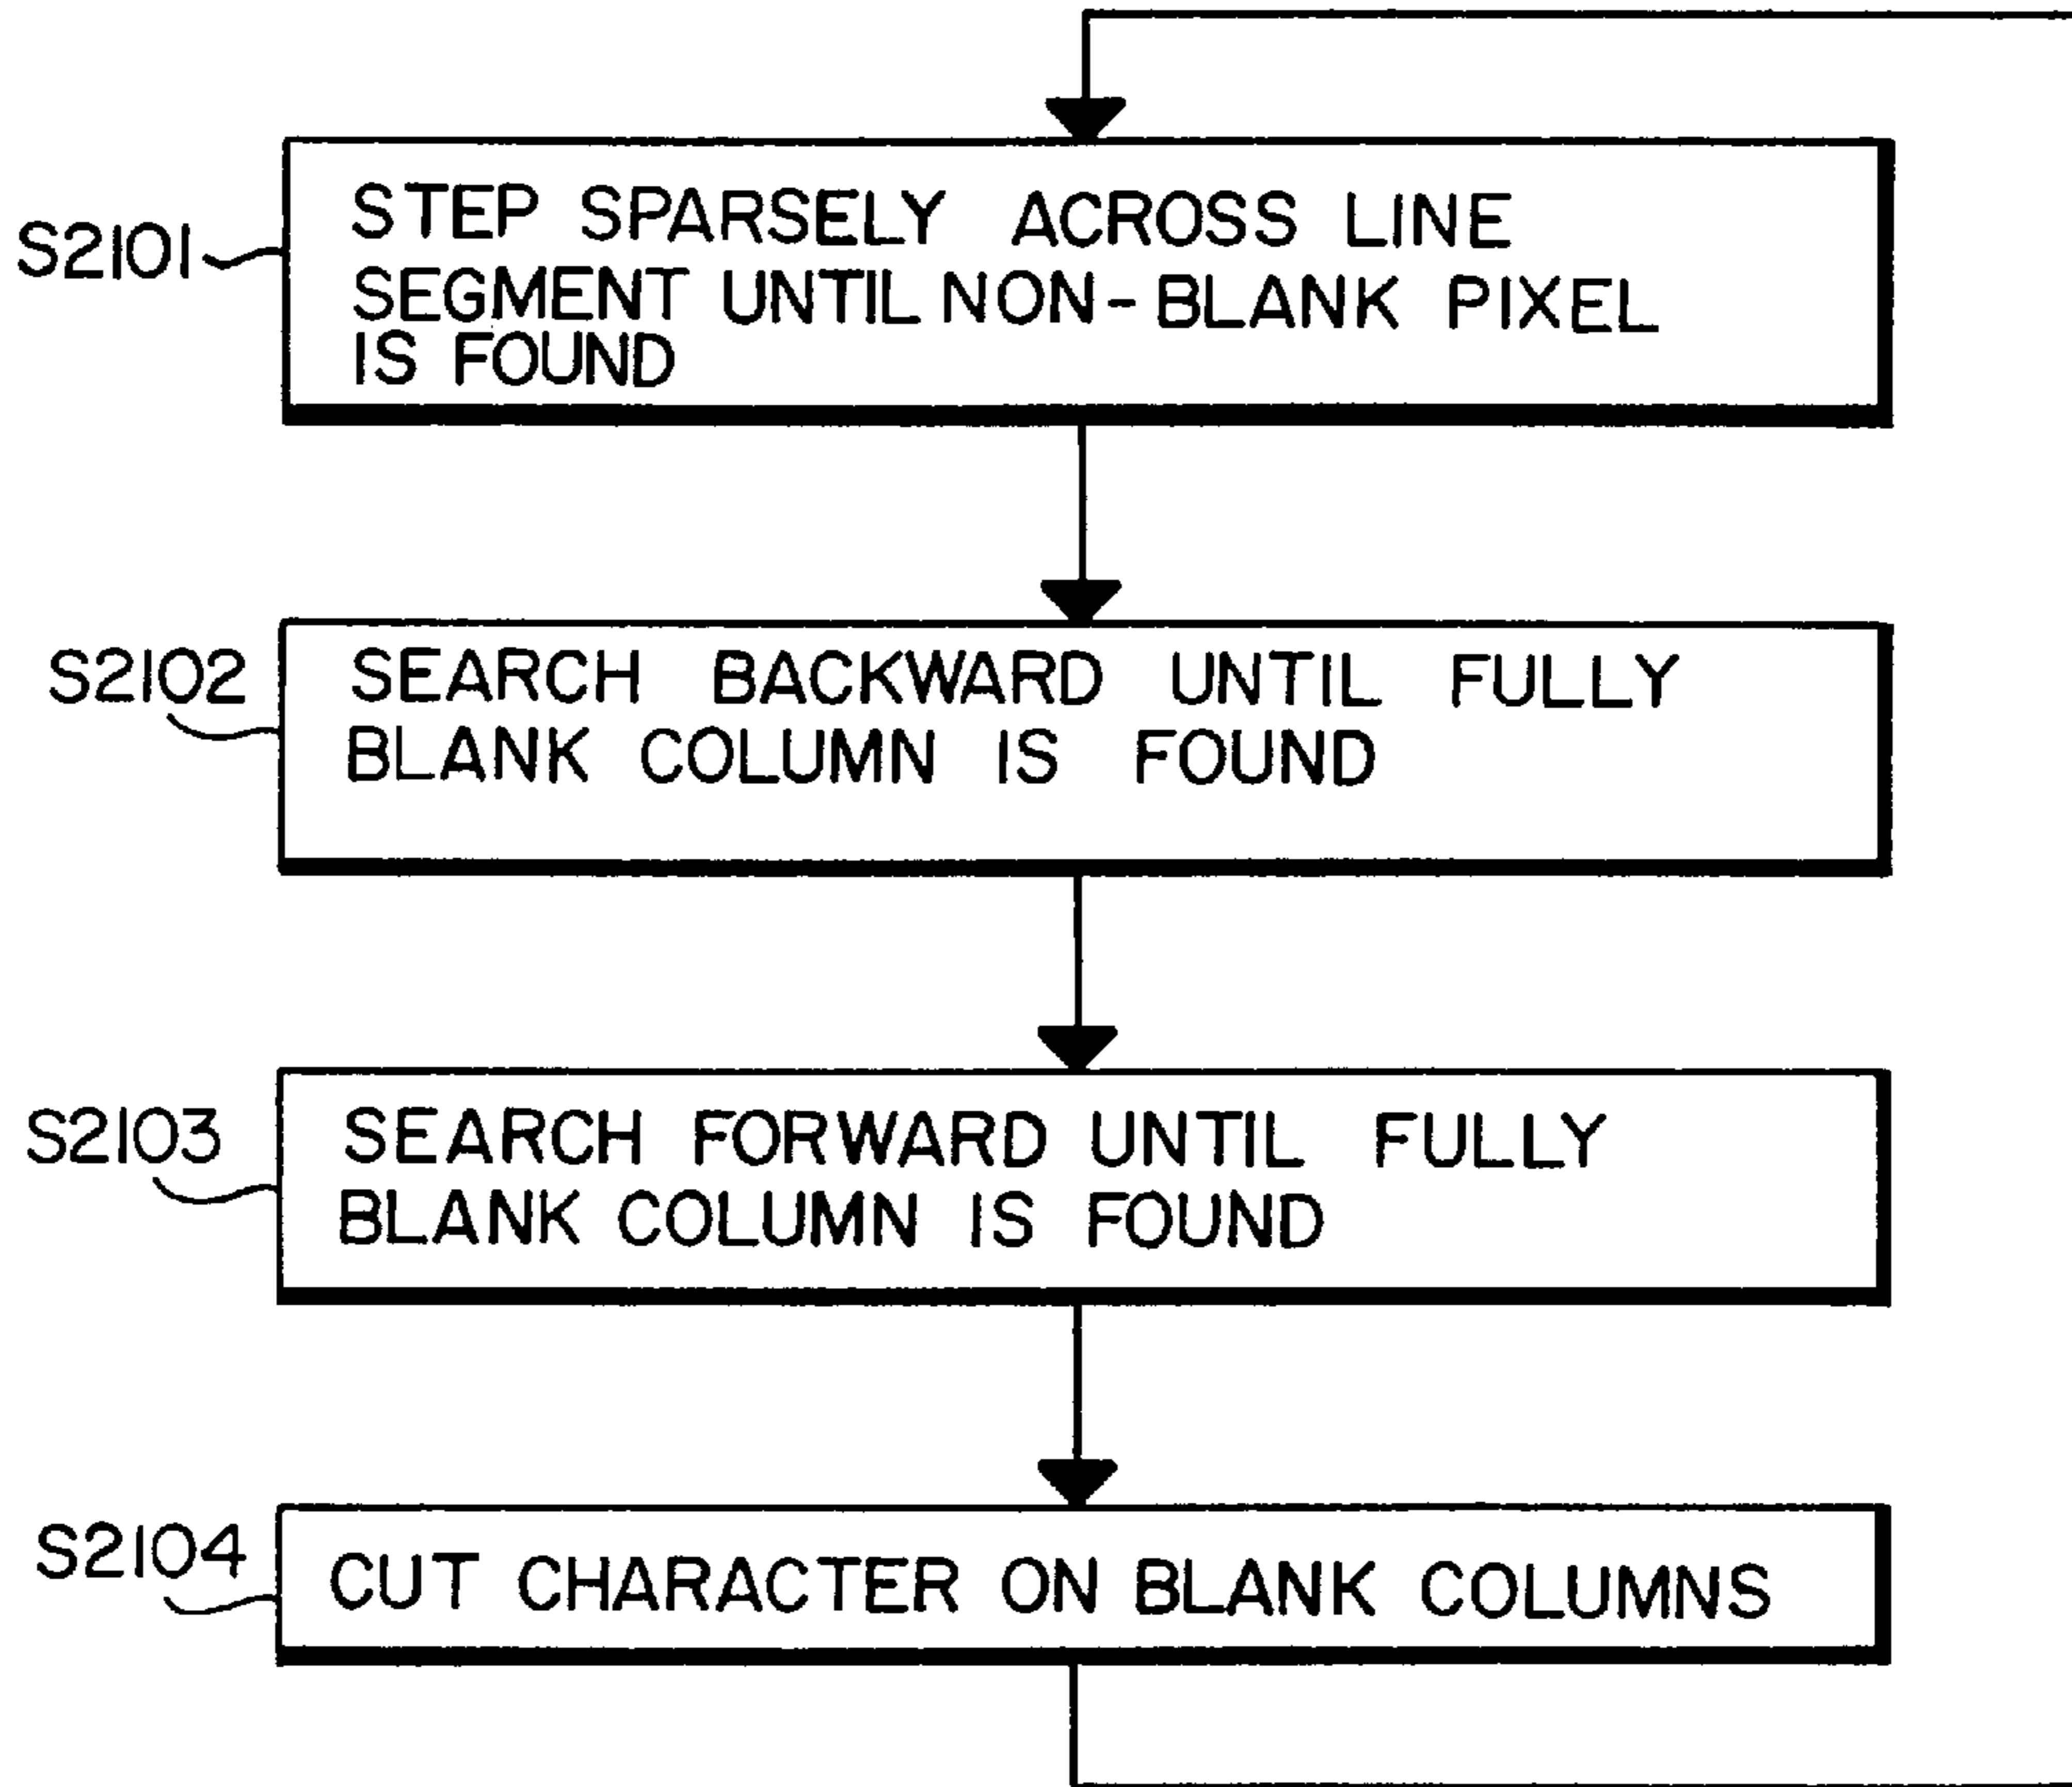 S2101
STEP SPARSELY ACROSS LINE
SEGMENT UNTIL NON-BLANK PIXEL
IS FOUND
S2102
SEARCH BACKWARD UNTIL FULLY
BLANK COLUMN IS FOUND
S2103
SEARCH FORWARD UNTIL FULLY
BLANK COLUMN IS FOUND
S2104
CUT CHARACTER ON BLANK COLUMNS